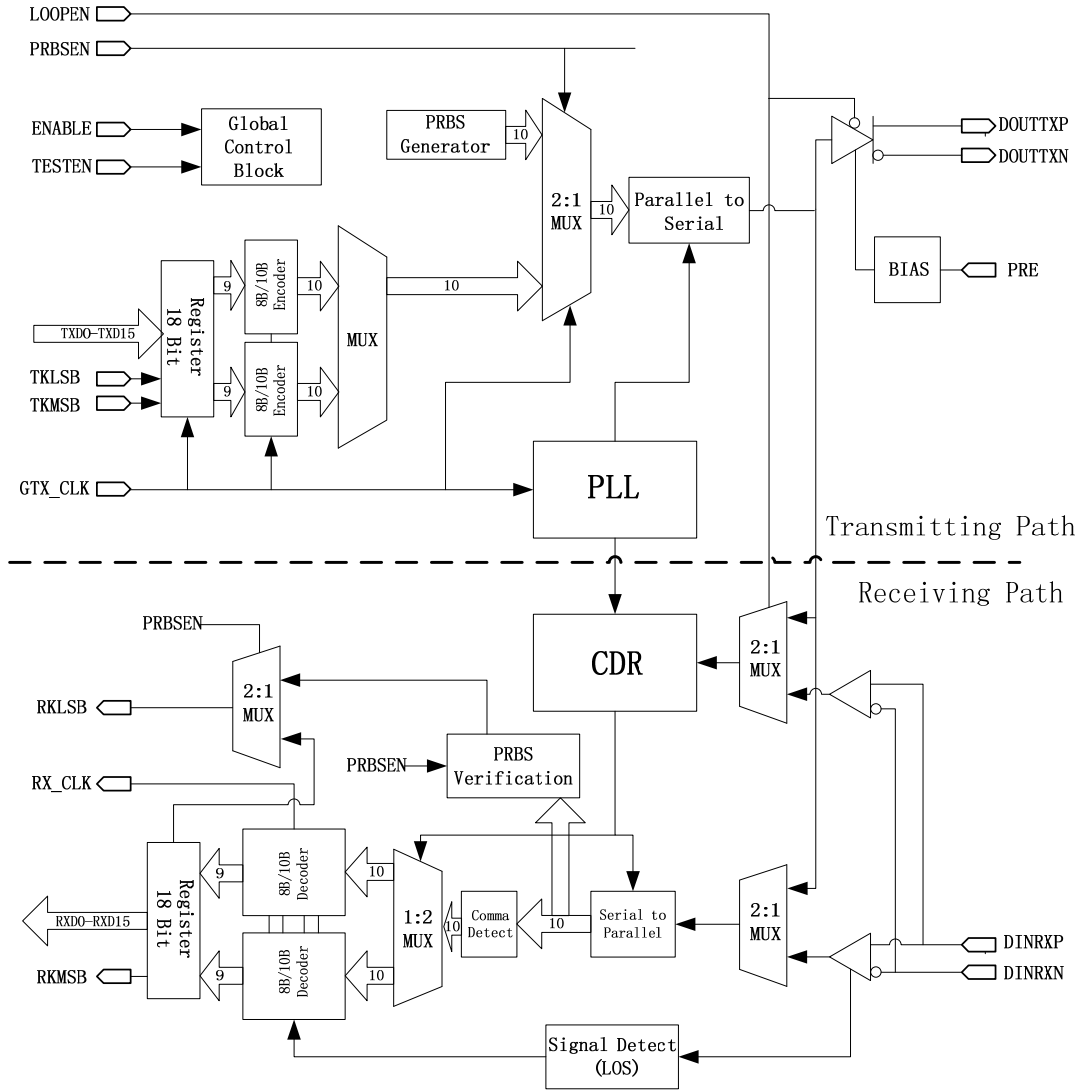 LOOPEN
PRBSEN
ENABLE
TESTEN
Global
Control
Block
PRBS
Generator
10
2:1
MUX
10
Parallel to
Serial
DOUTTXP
DOUTTXN
BIAS
PRE
TXD0-TXD15
TKLSB
TKMSB
Register
18 Bit
9
8B/10B
Encoder
10
9
8B/10B
Encoder
10
MUX
10
GTX_CLK
PLL
Transmitting Path
Receiving Path
PRBSEN
2:1
MUX
RKLSB
CDR
2:1
MUX
PRBSEN
PRBS
Verification
RX_CLK
Register
18 Bit
RXD0-RXD15
RKMSB
9
8B/10B
Decoder
10
9
8B/10B
Decoder
10
1:2
MUX
10
Comma
Detect
10
Serial to
Parallel
2:1
MUX
DINRXP
DINRXN
Signal Detect
(LOS)